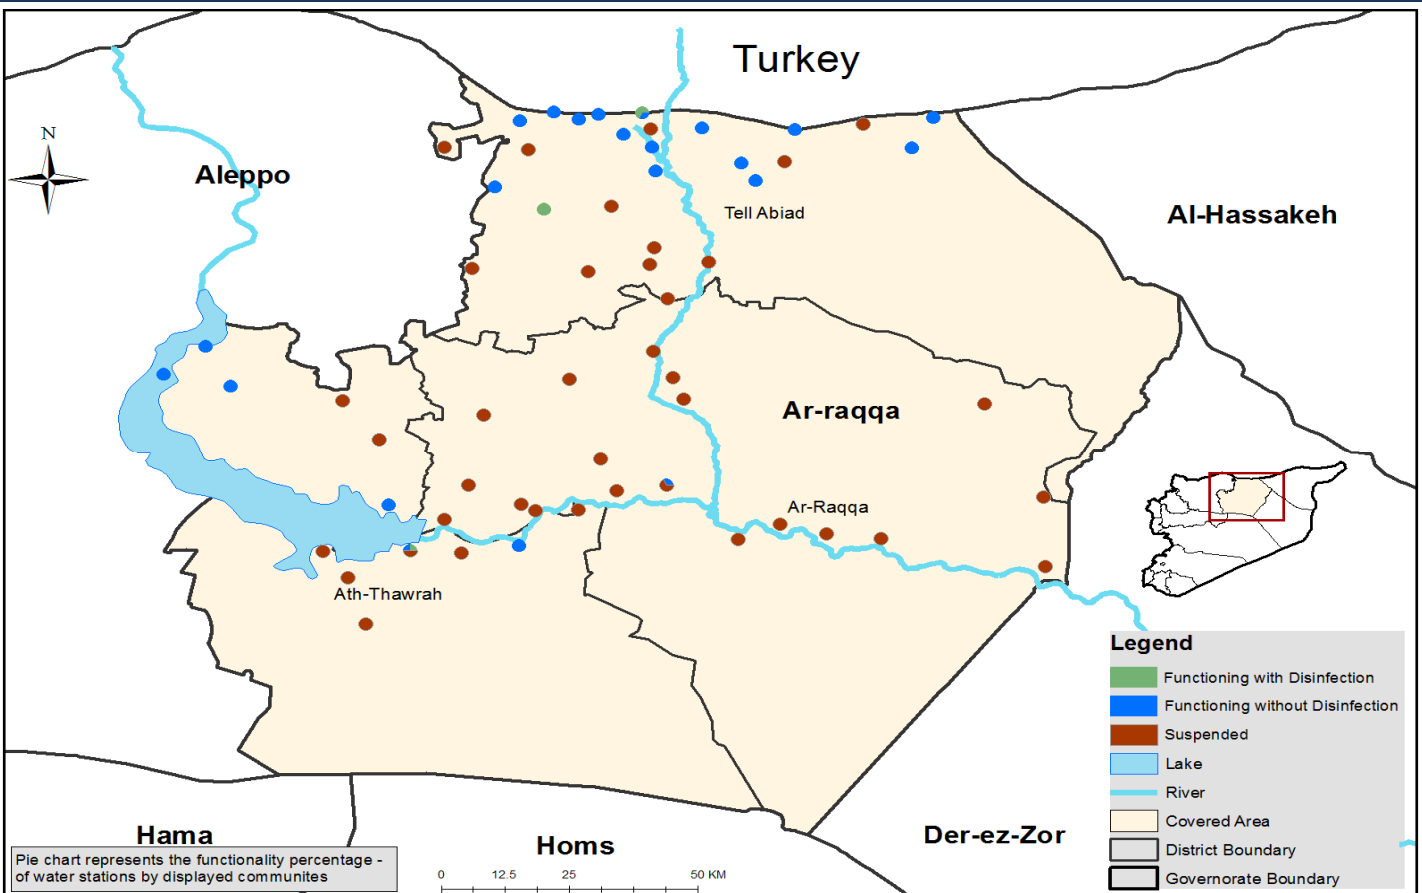 Turkey
N
Aleppo
Al-Hassakeh
Tell Abiad
Ar-raqqa
Ar-Raqqa
Ath-Thawrah
Legend
Functioning with Disinfection
Functioning without Disinfection
Suspended
Lake
River
Covered Area
District Boundary
Governorate Boundary
Hama
Homs
Der-ez-Zor
Pie chart represents the functionality percentage -
of water stations by displayed communites
0 12.5 25 50 KM